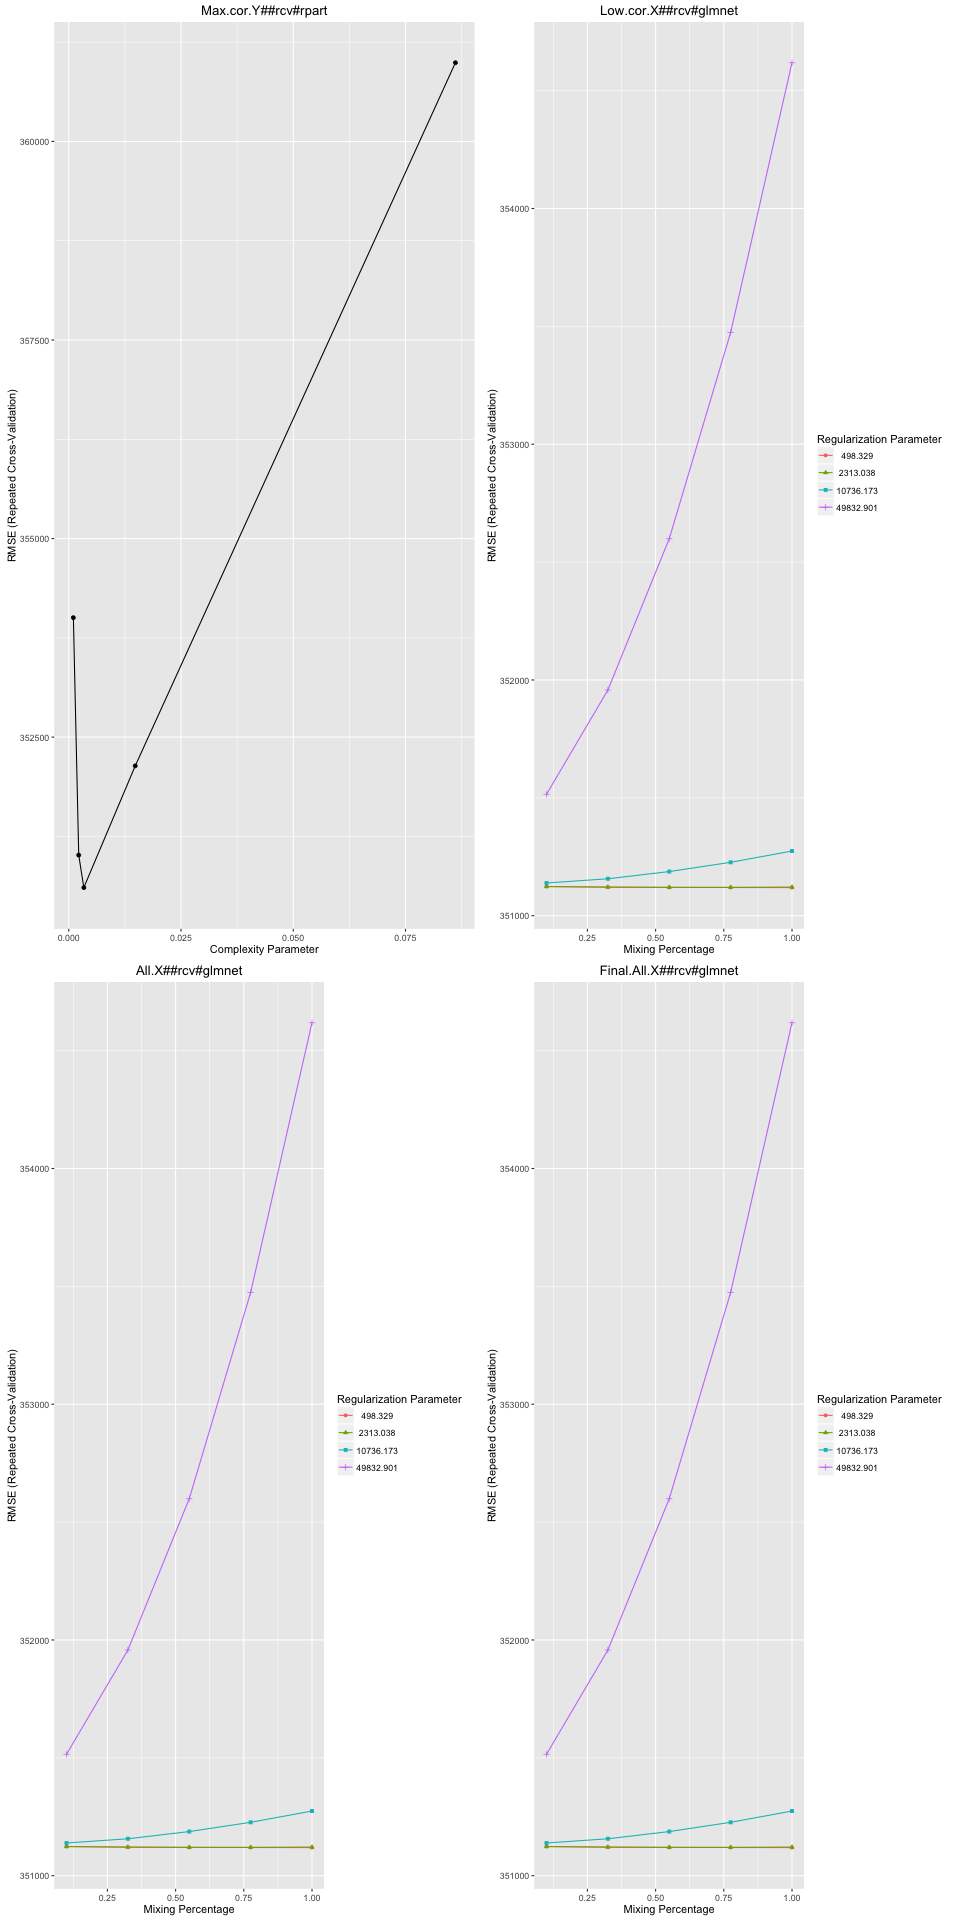 Max.cor.Y##rcv#rpart
RMSE (Repeated Cross-Validation)
360000
357500
355000
352500
0.000
0.025
0.050
0.075
Complexity Parameter
Low.cor.X##rcv#glmnet
RMSE (Repeated Cross-Validation)
354000
353000
352000
351000
0.25
0.50
0.75
1.00
Mixing Percentage
Regularization Parameter
498.329
2313.038
10736.173
49832.901
All.X##rcv#glmnet
RMSE (Repeated Cross-Validation)
354000
353000
352000
351000
0.25
0.50
0.75
1.00
Mixing Percentage
Regularization Parameter
498.329
2313.038
10736.173
49832.901
Final.All.X##rcv#glmnet
RMSE (Repeated Cross-Validation)
354000
353000
352000
351000
0.25
0.50
0.75
1.00
Mixing Percentage
Regularization Parameter
498.329
2313.038
10736.173
49832.901